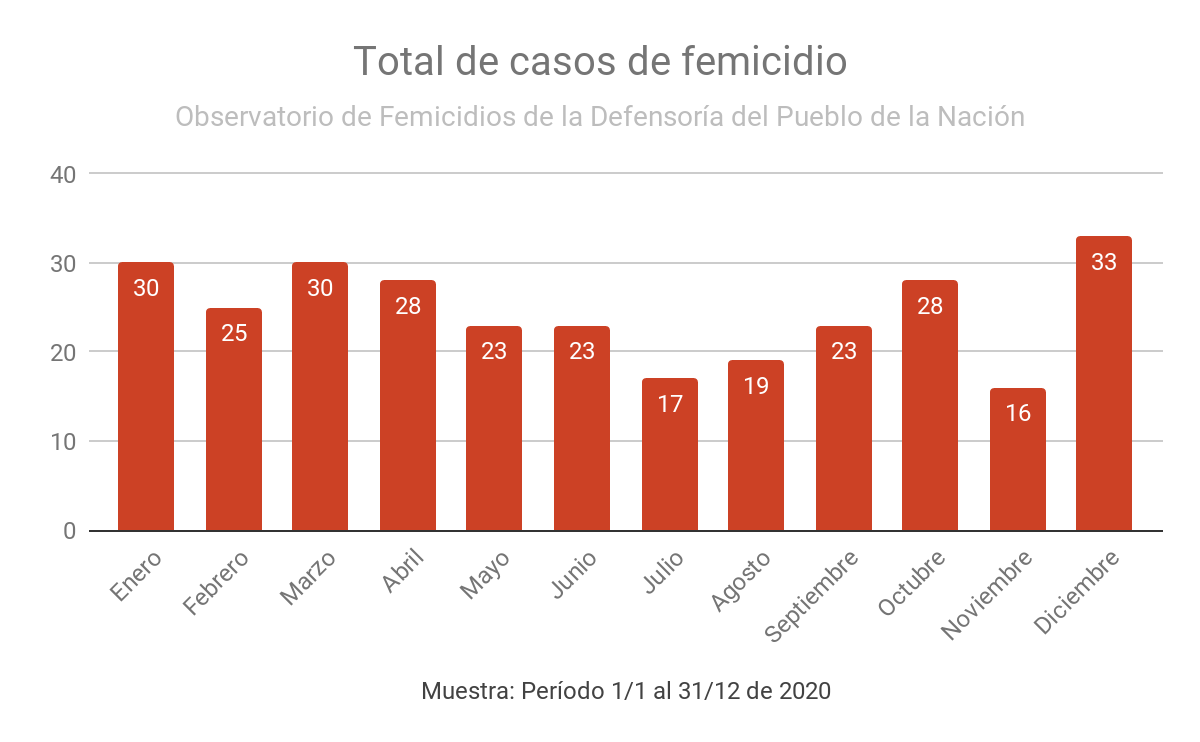 Total de casos de femicidio
Observatorio de Femicidios de la Defensoría del Pueblo de la Nación
40
30
20
10
0
30
25
30
28
23
23
17
19
23
28
16
33
Enero
Febrero
Marzo
Abril
Mayo
Junio
Julio
Agosto
Septiembre
Octubre
Noviembre
Diciembre
Muestra: Período 1/1 al 31/12 de 2020